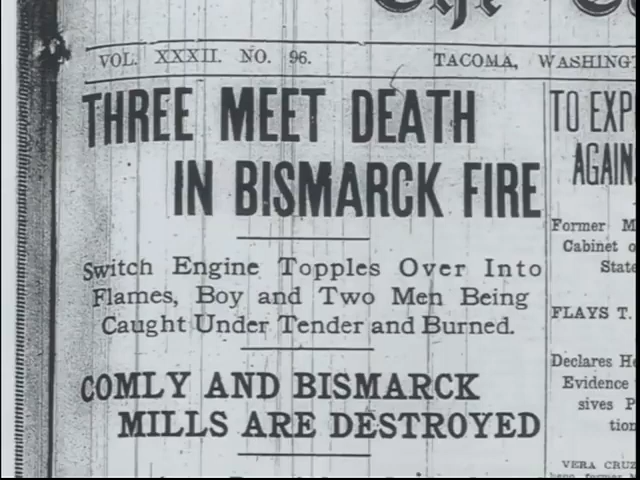 The
VOL. XXXII. NO. 96. TACOMA, WASHINGT
THREE MEET DEATH
IN BISMARCK FIRE
Switch Engine Topples Over Into
Flames, Boy and Two Men Being
Caught Under Tender and Burned.
COMLY AND BISMARCK
MILLS ARE DESTROYED
TO EXP
AGAIN
Former M
Cabinet o
State
FLAYS T.
Declares He
Evidence
sives P
tion
VERA CRUZ